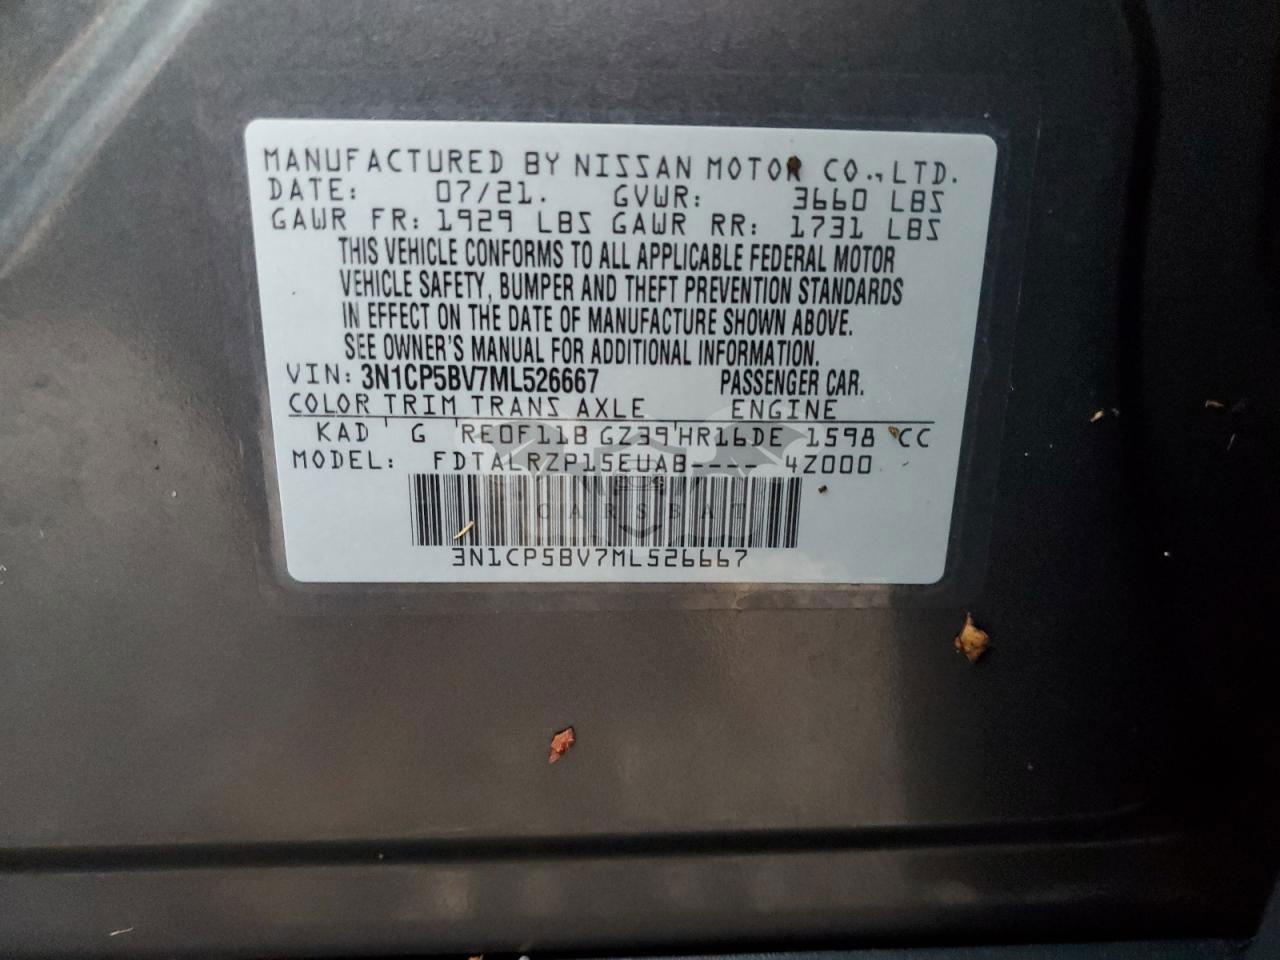 MANUFACTURED BY NISSAN MOTOR CO., LTD.
DATE: 07/21. GVWR: 3660 LBS
GAWR FR: 1929 LBS GAWR RR: 1731 LBS
THIS VEHICLE CONFORMS TO ALL APPLICABLE FEDERAL MOTOR
VEHICLE SAFETY, BUMPER AND THEFT PREVENTION STANDARDS
IN EFFECT ON THE DATE OF MANUFACTURE SHOWN ABOVE.
SEE OWNER'S MANUAL FOR ADDITIONAL INFORMATION.
VIN: 3N1CP5BV7ML526667 PASSENGER CAR.
COLOR TRIM TRANS AXLE ENGINE
KAD G RE0F11B GZ39 HR16DE 1598 CC
MODEL: FDTALRZP15EUAB----- 4Z000
CARSBAT
3N1CP5BV7ML526667